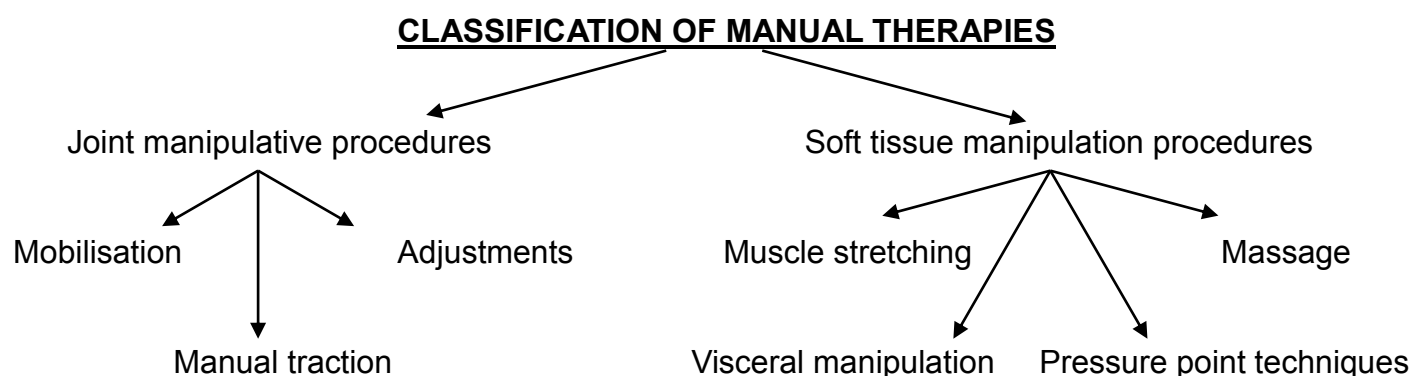 CLASSIFICATION OF MANUAL THERAPIES
Joint manipulative procedures
Soft tissue manipulation procedures
Mobilisation
Adjustments
Muscle stretching
Massage
Manual traction
Visceral manipulation
Pressure point techniques